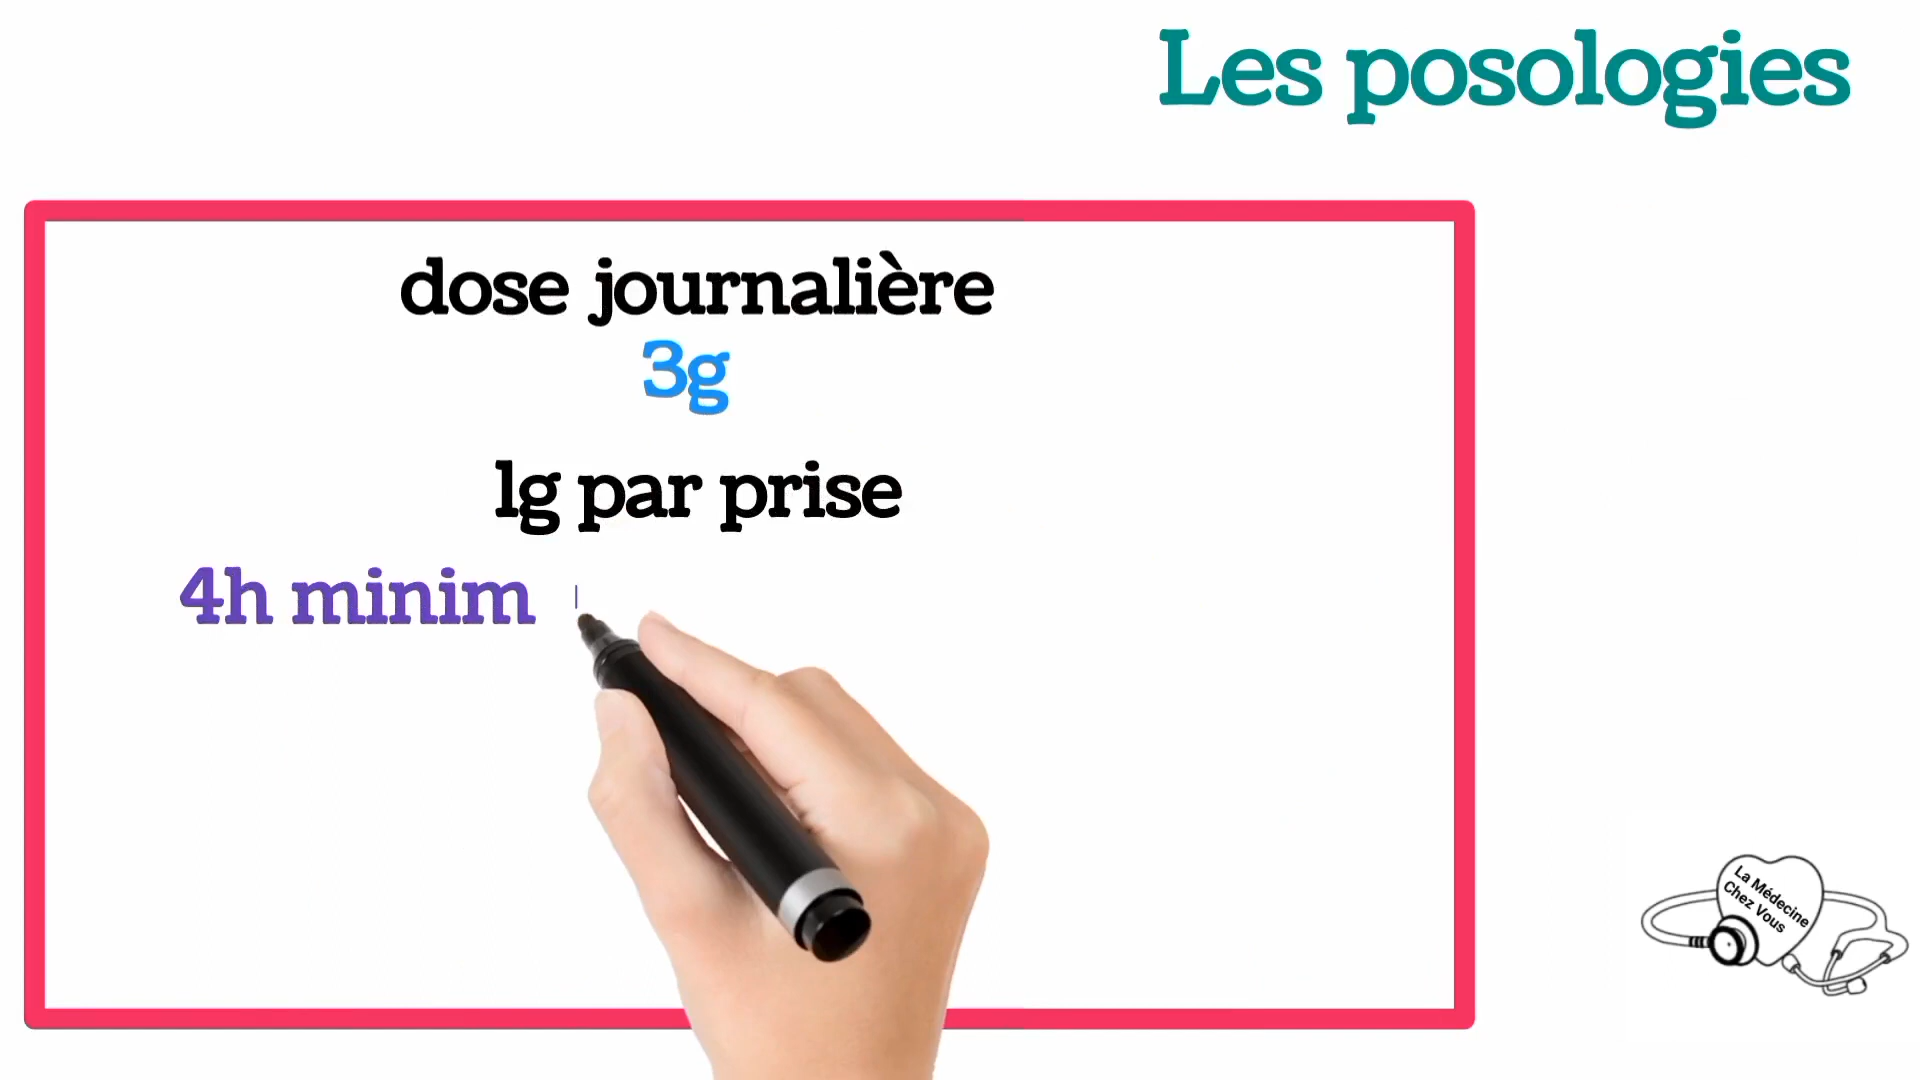 Les posologies
dose journalière
3g
1g par prise
4h minim
La Médecine
Chez Vous